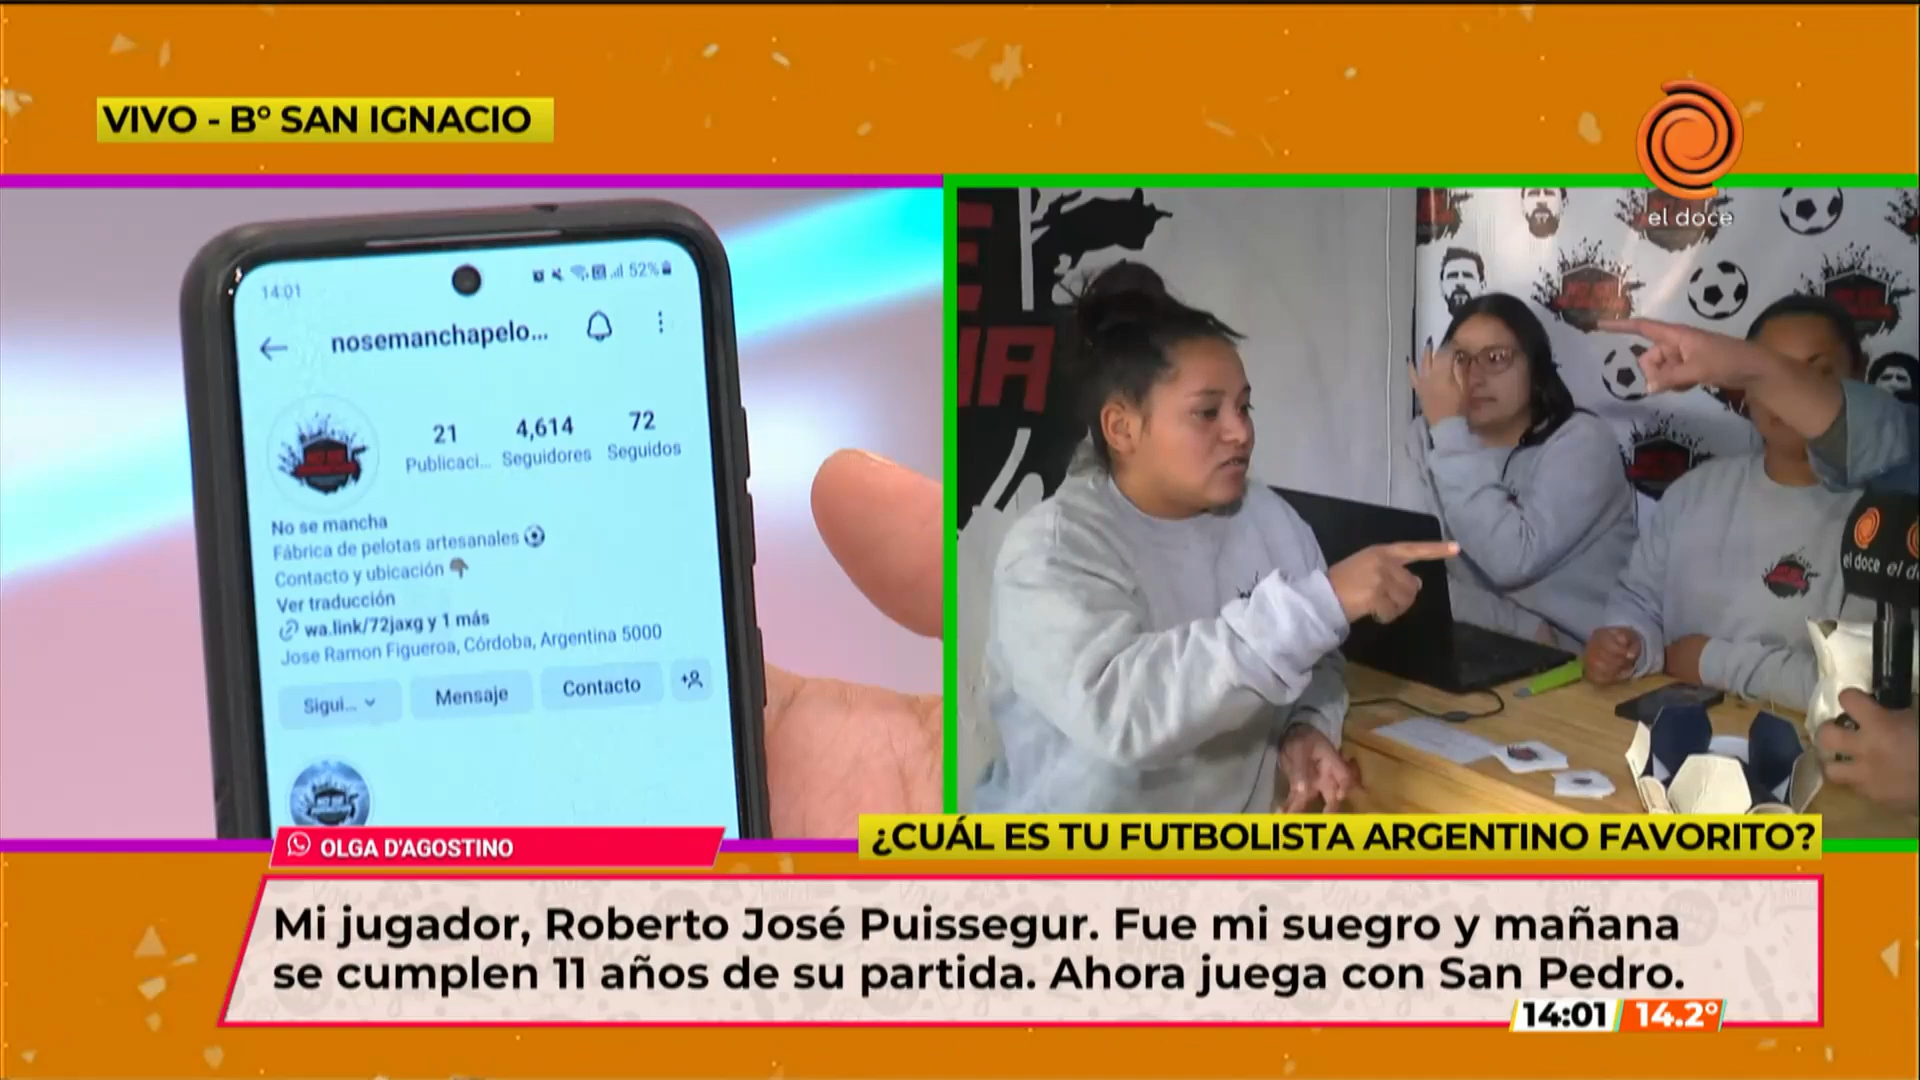 VIVO - Bº SAN IGNACIO
el doce
14:01
52%
nosemanchapelo...
21
4,614
72
Publicaci...
Seguidores
Seguidos
No se mancha
Fábrica de pelotas artesanales
Contacto y ubicación
Ver traducción
wa.link/72jaxg y 1 más
Jose Ramon Figueroa, Córdoba, Argentina 5000
Sigui...
Mensaje
Contacto
el doce
OLGA D'AGOSTINO
¿CUÁL ES TU FUTBOLISTA ARGENTINO FAVORITO?
Mi jugador, Roberto José Puissegur. Fue mi suegro y mañana
se cumplen 11 años de su partida. Ahora juega con San Pedro.
14:01
14.2°